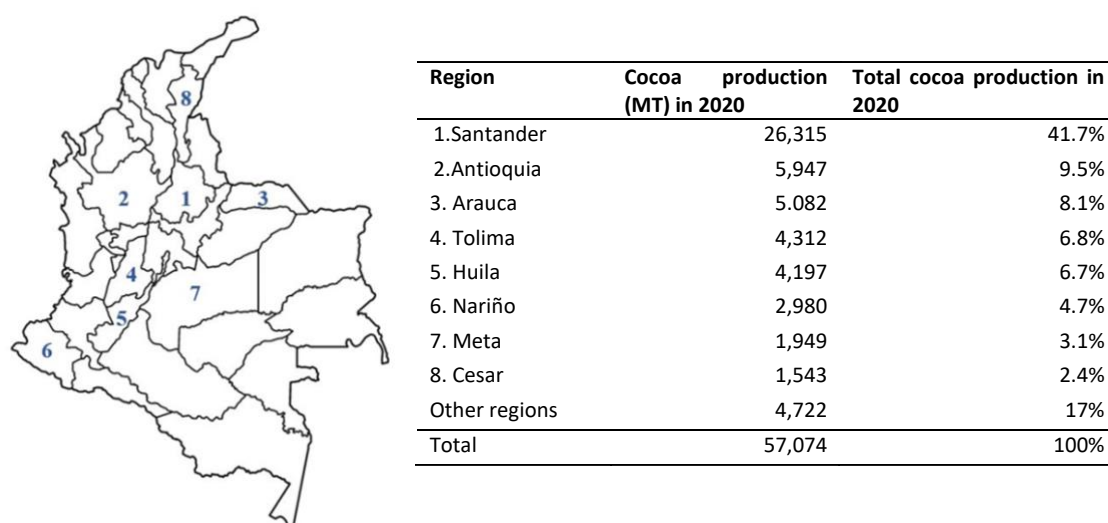 8
2
1
3
4
7
5
6
Region Cocoa production Total cocoa production in
(MT) in 2020 2020
1.Santander 26,315 41.7%
2.Antioquia 5,947 9.5%
3. Arauca 5.082 8.1%
4. Tolima 4,312 6.8%
5. Huila 4,197 6.7%
6. Nariño 2,980 4.7%
7. Meta 1,949 3.1%
8. Cesar 1,543 2.4%
Other regions 4,722 17%
Total 57,074 100%